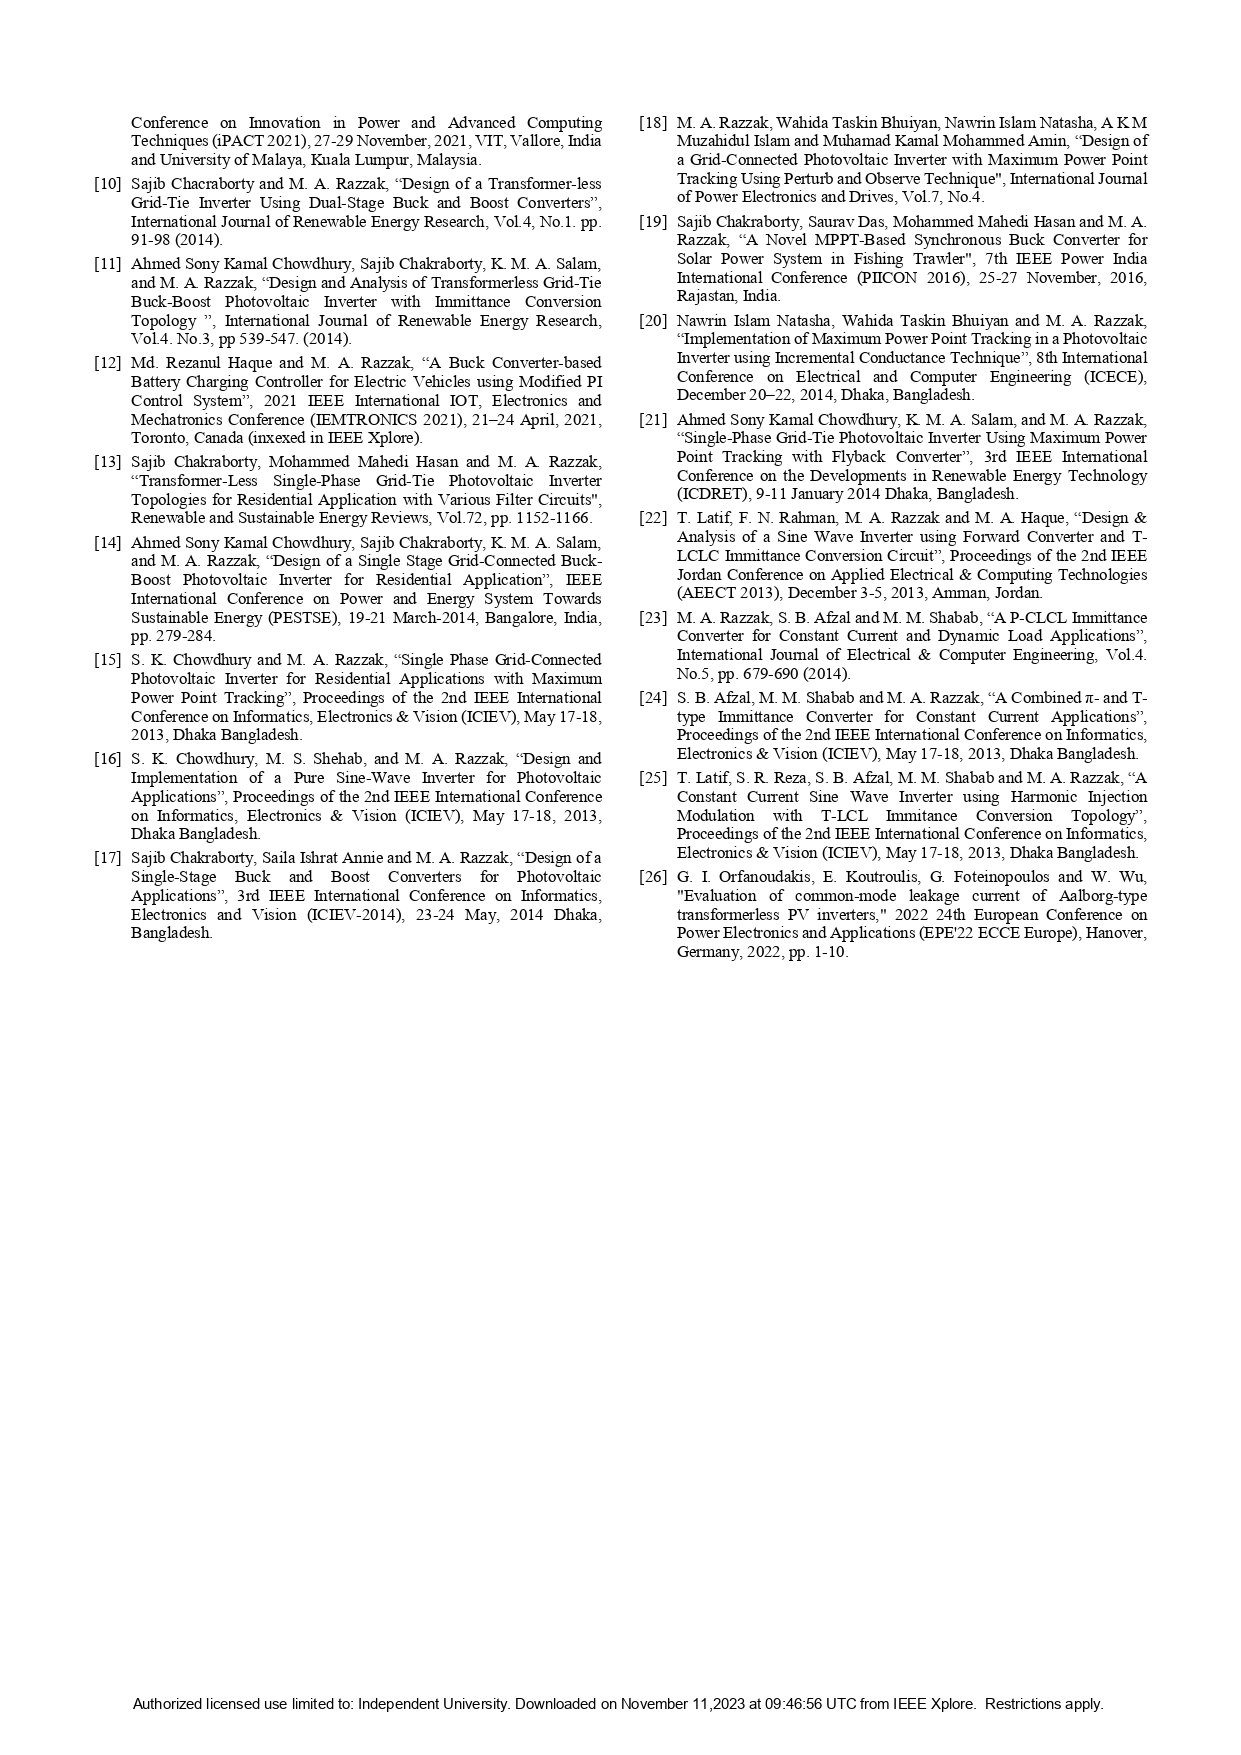 Conference on Innovation in Power and Advanced Computing
Techniques (iPACT 2021), 27-29 November, 2021, VIT, Vallore, India
and University of Malaya, Kuala Lumpur, Malaysia.
[10] Sajib Chacraborty and M. A. Razzak, “Design of a Transformer-less
Grid-Tie Inverter Using Dual-Stage Buck and Boost Converters”,
International Journal of Renewable Energy Research, Vol.4, No.1. pp.
91-98 (2014).
[11] Ahmed Sony Kamal Chowdhury, Sajib Chakraborty, K. M. A. Salam,
and M. A. Razzak, “Design and Analysis of Transformerless Grid-Tie
Buck-Boost Photovoltaic Inverter with Immittance Conversion
Topology ”, International Journal of Renewable Energy Research,
Vol.4. No.3, pp 539-547. (2014).
[12] Md. Rezanul Haque and M. A. Razzak, “A Buck Converter-based
Battery Charging Controller for Electric Vehicles using Modified PI
Control System”, 2021 IEEE International IOT, Electronics and
Mechatronics Conference (IEMTRONICS 2021), 21–24 April, 2021,
Toronto, Canada (inxexed in IEEE Xplore).
[13] Sajib Chakraborty, Mohammed Mahedi Hasan and M. A. Razzak,
“Transformer-Less Single-Phase Grid-Tie Photovoltaic Inverter
Topologies for Residential Application with Various Filter Circuits",
Renewable and Sustainable Energy Reviews, Vol.72, pp. 1152-1166.
[14] Ahmed Sony Kamal Chowdhury, Sajib Chakraborty, K. M. A. Salam,
and M. A. Razzak, “Design of a Single Stage Grid-Connected Buck-
Boost Photovoltaic Inverter for Residential Application”, IEEE
International Conference on Power and Energy System Towards
Sustainable Energy (PESTSE), 19-21 March-2014, Bangalore, India,
pp. 279-284.
[15] S. K. Chowdhury and M. A. Razzak, “Single Phase Grid-Connected
Photovoltaic Inverter for Residential Applications with Maximum
Power Point Tracking”, Proceedings of the 2nd IEEE International
Conference on Informatics, Electronics & Vision (ICIEV), May 17-18,
2013, Dhaka Bangladesh.
[16] S. K. Chowdhury, M. S. Shehab, and M. A. Razzak, “Design and
Implementation of a Pure Sine-Wave Inverter for Photovoltaic
Applications”, Proceedings of the 2nd IEEE International Conference
on Informatics, Electronics & Vision (ICIEV), May 17-18, 2013,
Dhaka Bangladesh.
[17] Sajib Chakraborty, Saila Ishrat Annie and M. A. Razzak, “Design of a
Single-Stage Buck and Boost Converters for Photovoltaic
Applications”, 3rd IEEE International Conference on Informatics,
Electronics and Vision (ICIEV-2014), 23-24 May, 2014 Dhaka,
Bangladesh.
[18] M. A. Razzak, Wahida Taskin Bhuiyan, Nawrin Islam Natasha, A K M
Muzahidul Islam and Muhamad Kamal Mohammed Amin, “Design of
a Grid-Connected Photovoltaic Inverter with Maximum Power Point
Tracking Using Perturb and Observe Technique", International Journal
of Power Electronics and Drives, Vol.7, No.4.
[19] Sajib Chakraborty, Saurav Das, Mohammed Mahedi Hasan and M. A.
Razzak, “A Novel MPPT-Based Synchronous Buck Converter for
Solar Power System in Fishing Trawler", 7th IEEE Power India
International Conference (PIICON 2016), 25-27 November, 2016,
Rajastan, India.
[20] Nawrin Islam Natasha, Wahida Taskin Bhuiyan and M. A. Razzak,
“Implementation of Maximum Power Point Tracking in a Photovoltaic
Inverter using Incremental Conductance Technique”, 8th International
Conference on Electrical and Computer Engineering (ICECE),
December 20–22, 2014, Dhaka, Bangladesh.
[21] Ahmed Sony Kamal Chowdhury, K. M. A. Salam, and M. A. Razzak,
“Single-Phase Grid-Tie Photovoltaic Inverter Using Maximum Power
Point Tracking with Flyback Converter”, 3rd IEEE International
Conference on the Developments in Renewable Energy Technology
(ICDRET), 9-11 January 2014 Dhaka, Bangladesh.
[22] T. Latif, F. N. Rahman, M. A. Razzak and M. A. Haque, “Design &
Analysis of a Sine Wave Inverter using Forward Converter and T-
LCLC Immittance Conversion Circuit”, Proceedings of the 2nd IEEE
Jordan Conference on Applied Electrical & Computing Technologies
(AEECT 2013), December 3-5, 2013, Amman, Jordan.
[23] M. A. Razzak, S. B. Afzal and M. M. Shabab, “A P-CLCL Immittance
Converter for Constant Current and Dynamic Load Applications”,
International Journal of Electrical & Computer Engineering, Vol.4.
No.5, pp. 679-690 (2014).
[24] S. B. Afzal, M. M. Shabab and M. A. Razzak, “A Combined π- and T-
type Immittance Converter for Constant Current Applications”,
Proceedings of the 2nd IEEE International Conference on Informatics,
Electronics & Vision (ICIEV), May 17-18, 2013, Dhaka Bangladesh.
[25] T. Latif, S. R. Reza, S. B. Afzal, M. M. Shabab and M. A. Razzak, “A
Constant Current Sine Wave Inverter using Harmonic Injection
Modulation with T-LCL Immitance Conversion Topology”,
Proceedings of the 2nd IEEE International Conference on Informatics,
Electronics & Vision (ICIEV), May 17-18, 2013, Dhaka Bangladesh.
[26] G. I. Orfanoudakis, E. Koutroulis, G. Foteinopoulos and W. Wu,
"Evaluation of common-mode leakage current of Aalborg-type
transformerless PV inverters," 2022 24th European Conference on
Power Electronics and Applications (EPE'22 ECCE Europe), Hanover,
Germany, 2022, pp. 1-10.
Authorized licensed use limited to: Independent University. Downloaded on November 11,2023 at 09:46:56 UTC from IEEE Xplore. Restrictions apply.